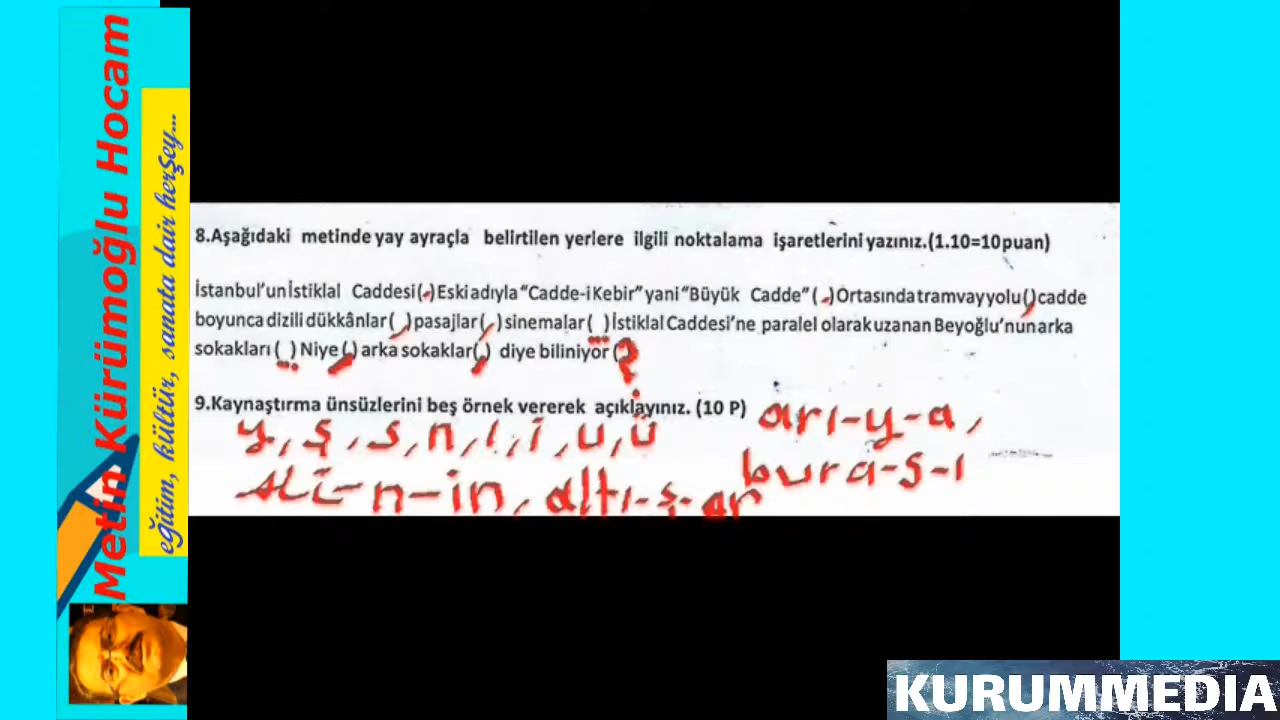 Metin Kürümoğlu Hocam
eğitim, kültür, sanata dair herşey...
8.Aşağıdaki metinde yay ayraçla belirtilen yerlere ilgili noktalama işaretlerini yazınız.(1.10=10puan)
İstanbul'un İstiklal Caddesi(.) Eski adıyla "Cadde-i Kebir" yani "Büyük Cadde" (.) Ortasında tramvay yolu(,) cadde
boyunca dizili dükkânlar (,) pasajlar(,) sinemalar(...) İstiklal Caddesi'ne paralel olarak uzanan Beyoğlu'nun arka
sokakları (...) Niye(,) arka sokaklar(,) diye biliniyor (?
9.Kaynaştırma ünsüzlerini beş örnek vererek açıklayınız. (10 P) arı-y-a,
y, ş, s, n, ı, i, u, ü
bura-s-ı
Ali-n-in, altı-ş-ar
KURUMMEDIA